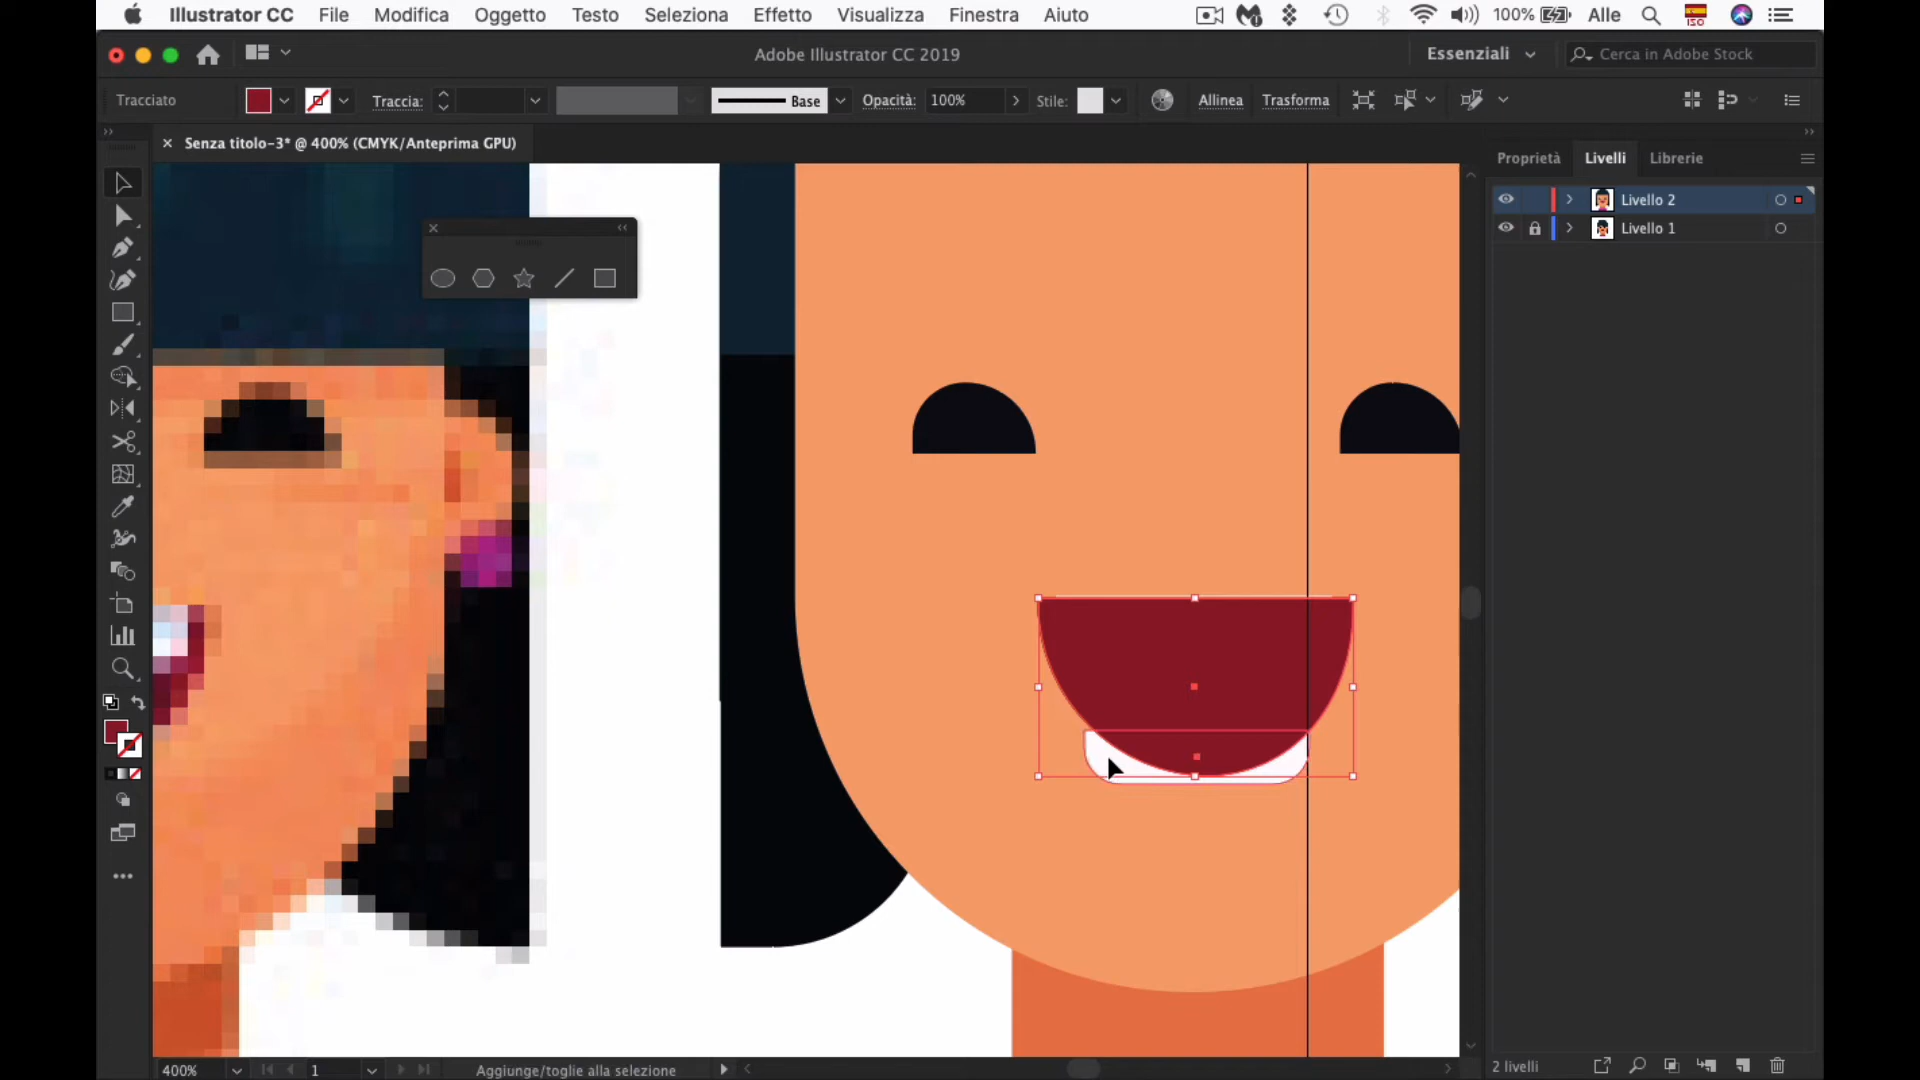 Illustrator CC File Modifica Oggetto Testo Seleziona Effetto Visualizza Finestra Aiuto 100% ISO Alle
Adobe Illustrator CC 2019 Essenziali Cerca in Adobe Stock
Tracciato Traccia: Base Opacità: 100% Stile: Allinea Trasforma
× Senza titolo-3* @ 400% (CMYK/Anteprima GPU)
Proprietà Livelli Librerie
Livello 2
Livello 1
400% 1 Aggiunge/toglie alla selezione 2 livelli